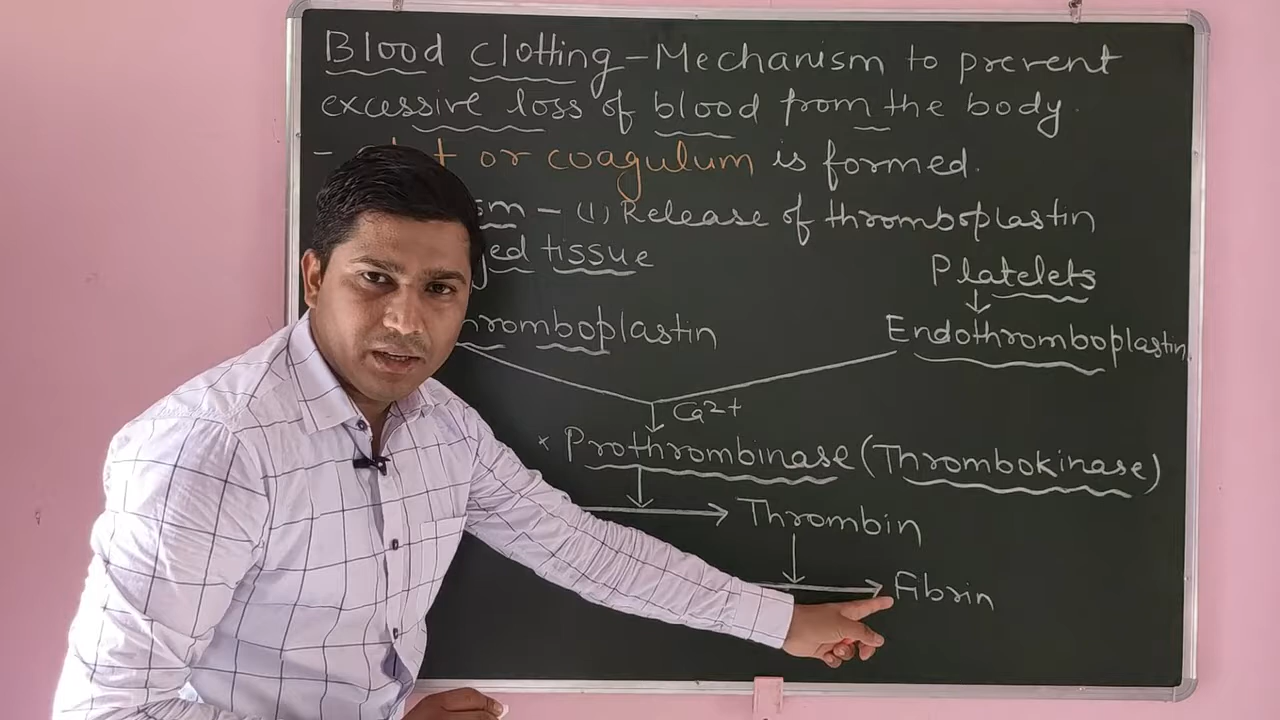 Blood clotting - Mechanism to prevent
excessive loss of blood from the body.
- or coagulum is formed.
- (1) Release of thromboplastin
tissue
Platelets
Endothromboplastin
Ca2+
x Prothrombinase (Thrombokinase)
Thrombin
Fibrin